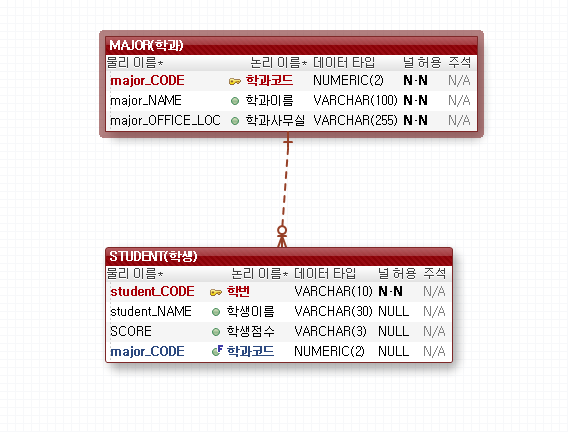 MAJOR(학과)
물리 이름* 논리 이름* 데이터 타입 널 허용 주석
major_CODE 학과코드 NUMERIC(2) N·N N/A
major_NAME 학과이름 VARCHAR(100) N·N N/A
major_OFFICE_LOC 학과사무실 VARCHAR(255) N·N N/A
STUDENT(학생)
물리 이름* 논리 이름* 데이터 타입 널 허용 주석
student_CODE 학번 VARCHAR(10) N·N N/A
student_NAME 학생이름 VARCHAR(30) NULL N/A
SCORE 학생점수 VARCHAR(3) NULL N/A
major_CODE F 학과코드 NUMERIC(2) NULL N/A